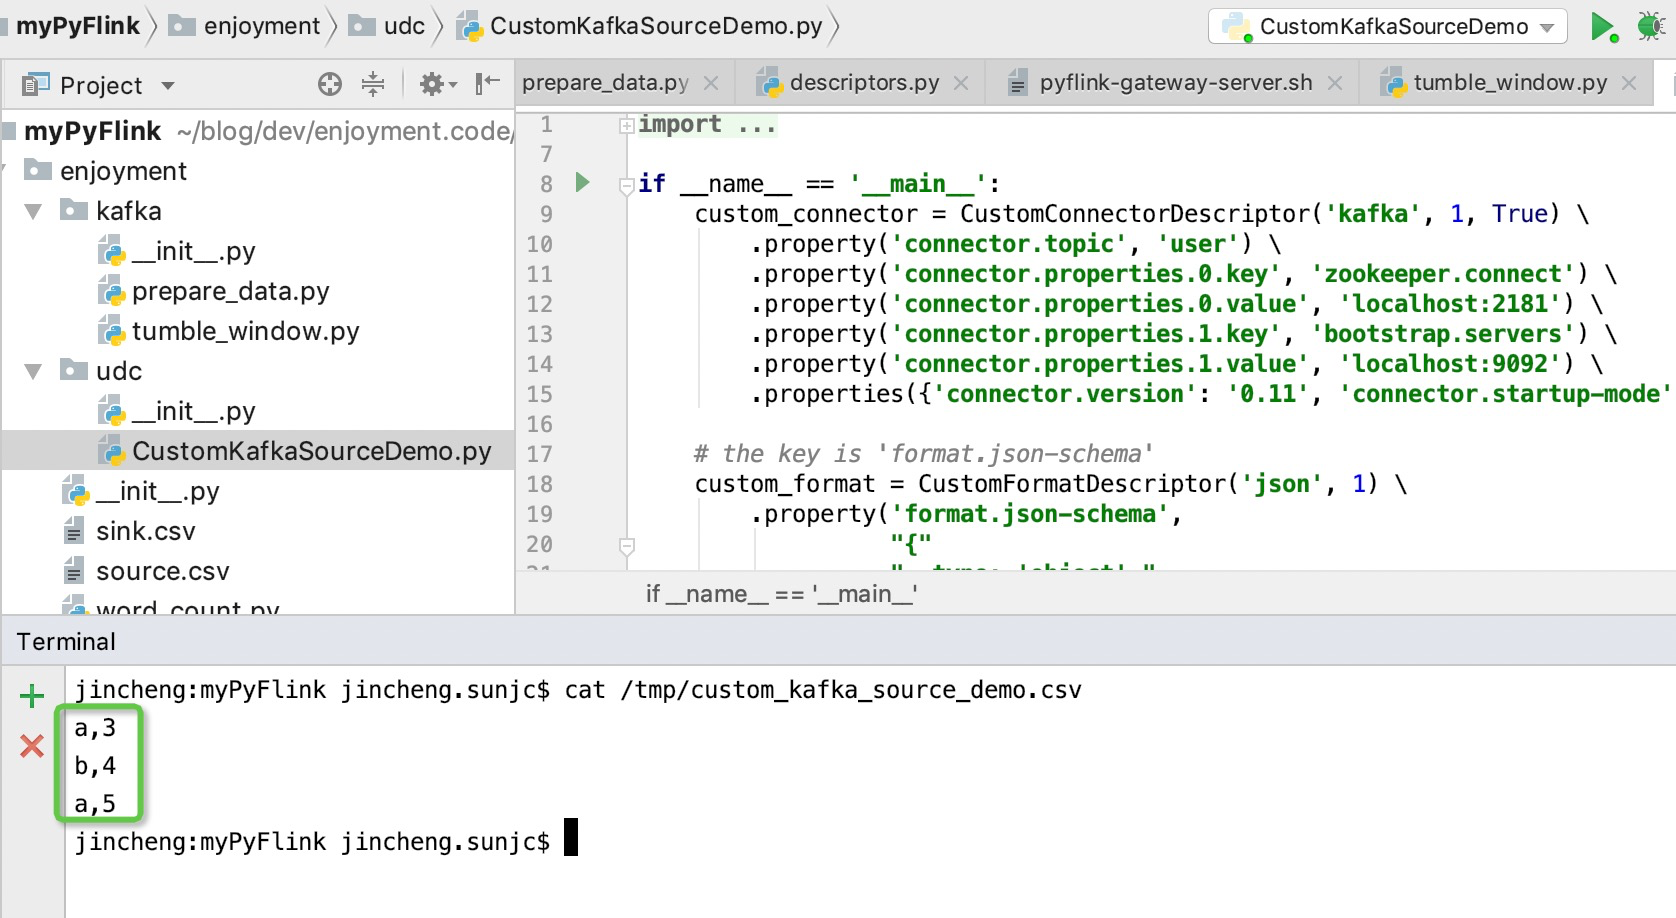 myPyFlink enjoyment udc CustomKafkaSourceDemo.py CustomKafkaSourceDemo
Project
prepare_data.py descriptors.py pyflink-gateway-server.sh tumble_window.py
myPyFlink ~/blog/dev/enjoyment.code/
enjoyment
kafka
__init__.py
prepare_data.py
tumble_window.py
udc
__init__.py
CustomKafkaSourceDemo.py
__init__.py
sink.csv
source.csv
word_count.py
1 import ...
7
8 if __name__ == '__main__':
9 custom_connector = CustomConnectorDescriptor('kafka', 1, True) \
10 .property('connector.topic', 'user') \
11 .property('connector.properties.0.key', 'zookeeper.connect') \
12 .property('connector.properties.0.value', 'localhost:2181') \
13 .property('connector.properties.1.key', 'bootstrap.servers') \
14 .property('connector.properties.1.value', 'localhost:9092') \
15 .properties({'connector.version': '0.11', 'connector.startup-mode'
16
17 # the key is 'format.json-schema'
18 custom_format = CustomFormatDescriptor('json', 1) \
19 .property('format.json-schema',
20 "{"
21 " type: 'object',"
if __name__ == '__main__'
Terminal
jincheng:myPyFlink jincheng.sunjc$ cat /tmp/custom_kafka_source_demo.csv
a,3
b,4
a,5
jincheng:myPyFlink jincheng.sunjc$